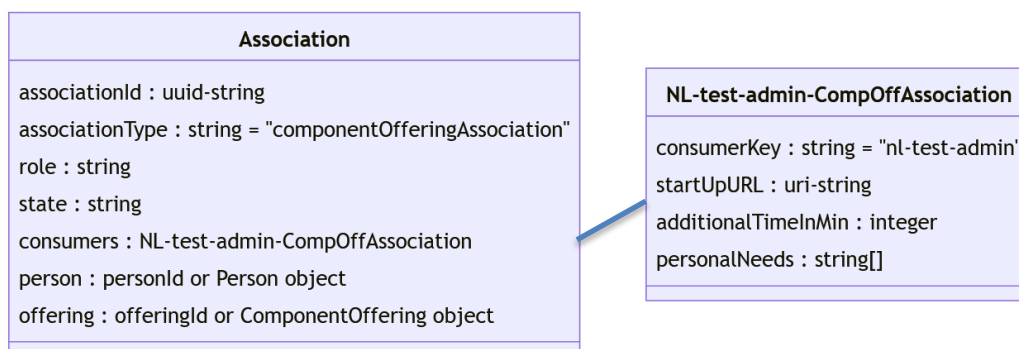 Association
associationId : uuid-string
associationType : string = "componentOfferingAssociation"
role : string
state : string
consumers : NL-test-admin-CompOffAssociation
person : personId or Person object
offering : offeringId or ComponentOffering object
NL-test-admin-CompOffAssociation
consumerKey : string = "nl-test-admin"
startUpURL : uri-string
additionalTimeInMin : integer
personalNeeds : string[]